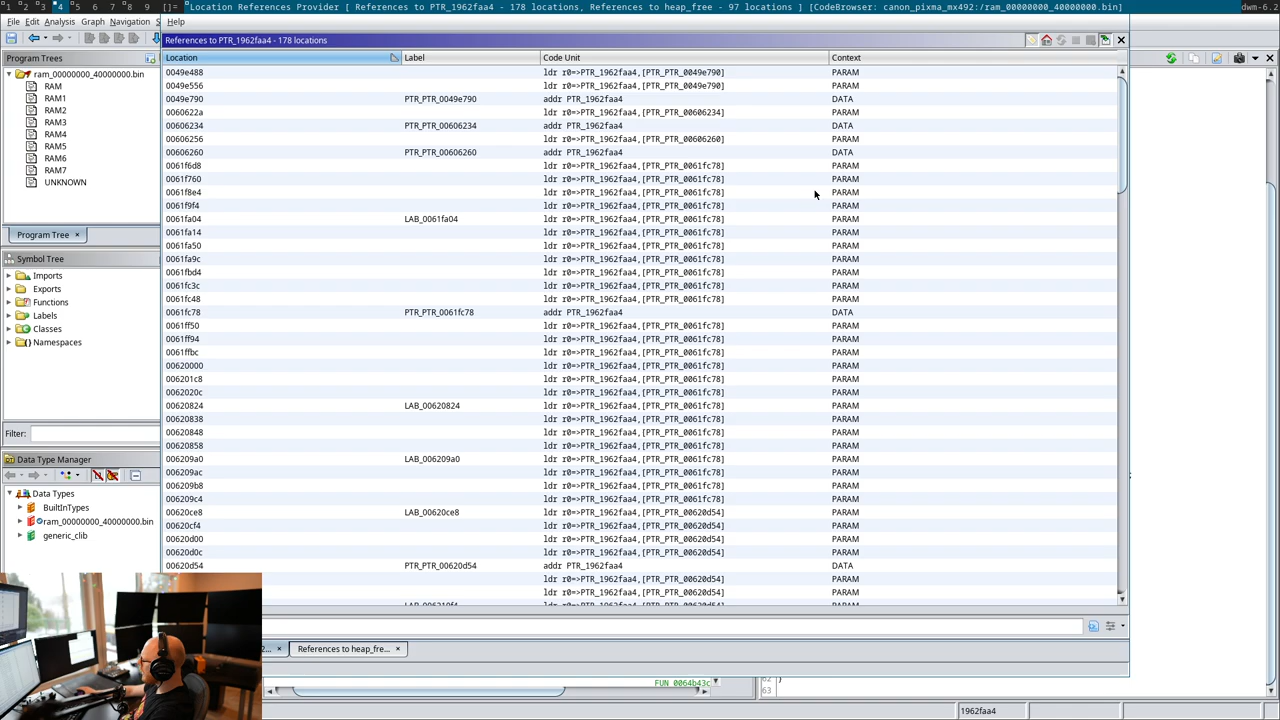 1 2 3 4 5 6 7 8 9 []= Location References Provider [ References to PTR_1962faa4 - 178 locations, References to heap_free - 97 locations] [CodeBrowser: canon_pixma_mx492:/ram_00000000_40000000.bin] dwm-6.2
File Edit Analysis Graph Navigation Help
References to PTR_1962faa4 - 178 locations
Program Trees
Location Label Code Unit Context
ram_00000000_40000000.bin
RAM
RAM1
RAM2
RAM3
RAM4
RAM5
RAM6
RAM7
UNKNOWN
Program Tree ×
Symbol Tree
Imports
Exports
Functions
Labels
Classes
Namespaces
Filter:
Data Type Manager
Data Types
BuiltInTypes
ram_00000000_40000000.bin
generic_clib
0049e488 ldr r0=>PTR_1962faa4,[PTR_PTR_0049e790] PARAM
0049e556 ldr r0=>PTR_1962faa4,[PTR_PTR_0049e790] PARAM
0049e790 PTR_PTR_0049e790 addr PTR_1962faa4 DATA
0060622a ldr r0=>PTR_1962faa4,[PTR_PTR_00606234] PARAM
00606234 PTR_PTR_00606234 addr PTR_1962faa4 DATA
00606256 ldr r0=>PTR_1962faa4,[PTR_PTR_00606260] PARAM
00606260 PTR_PTR_00606260 addr PTR_1962faa4 DATA
0061f6d8 ldr r0=>PTR_1962faa4,[PTR_PTR_0061fc78] PARAM
0061f760 ldr r0=>PTR_1962faa4,[PTR_PTR_0061fc78] PARAM
0061f8e4 ldr r0=>PTR_1962faa4,[PTR_PTR_0061fc78] PARAM
0061f9f4 ldr r0=>PTR_1962faa4,[PTR_PTR_0061fc78] PARAM
0061fa04 LAB_0061fa04 ldr r0=>PTR_1962faa4,[PTR_PTR_0061fc78] PARAM
0061fa14 ldr r0=>PTR_1962faa4,[PTR_PTR_0061fc78] PARAM
0061fa50 ldr r0=>PTR_1962faa4,[PTR_PTR_0061fc78] PARAM
0061fa9c ldr r0=>PTR_1962faa4,[PTR_PTR_0061fc78] PARAM
0061fbd4 ldr r0=>PTR_1962faa4,[PTR_PTR_0061fc78] PARAM
0061fc3c ldr r0=>PTR_1962faa4,[PTR_PTR_0061fc78] PARAM
0061fc48 ldr r0=>PTR_1962faa4,[PTR_PTR_0061fc78] PARAM
0061fc78 PTR_PTR_0061fc78 addr PTR_1962faa4 DATA
0061ff50 ldr r0=>PTR_1962faa4,[PTR_PTR_0061fc78] PARAM
0061ff94 ldr r0=>PTR_1962faa4,[PTR_PTR_0061fc78] PARAM
0061ffbc ldr r0=>PTR_1962faa4,[PTR_PTR_0061fc78] PARAM
00620000 ldr r0=>PTR_1962faa4,[PTR_PTR_0061fc78] PARAM
006201c8 ldr r0=>PTR_1962faa4,[PTR_PTR_0061fc78] PARAM
0062020c ldr r0=>PTR_1962faa4,[PTR_PTR_0061fc78] PARAM
00620824 LAB_00620824 ldr r0=>PTR_1962faa4,[PTR_PTR_0061fc78] PARAM
00620838 ldr r0=>PTR_1962faa4,[PTR_PTR_0061fc78] PARAM
00620848 ldr r0=>PTR_1962faa4,[PTR_PTR_0061fc78] PARAM
00620858 ldr r0=>PTR_1962faa4,[PTR_PTR_0061fc78] PARAM
006209a0 LAB_006209a0 ldr r0=>PTR_1962faa4,[PTR_PTR_0061fc78] PARAM
006209ac ldr r0=>PTR_1962faa4,[PTR_PTR_0061fc78] PARAM
006209b8 ldr r0=>PTR_1962faa4,[PTR_PTR_0061fc78] PARAM
006209c4 ldr r0=>PTR_1962faa4,[PTR_PTR_0061fc78] PARAM
00620ce8 LAB_00620ce8 ldr r0=>PTR_1962faa4,[PTR_PTR_00620d54] PARAM
00620cf4 ldr r0=>PTR_1962faa4,[PTR_PTR_00620d54] PARAM
00620d00 ldr r0=>PTR_1962faa4,[PTR_PTR_00620d54] PARAM
00620d0c ldr r0=>PTR_1962faa4,[PTR_PTR_00620d54] PARAM
00620d54 PTR_PTR_00620d54 addr PTR_1962faa4 DATA
ldr r0=>PTR_1962faa4,[PTR_PTR_00620d54] PARAM
ldr r0=>PTR_1962faa4,[PTR_PTR_00620d54] PARAM
2... × References to heap_fre... ×
FUN_0064b43c
63
1962faa4